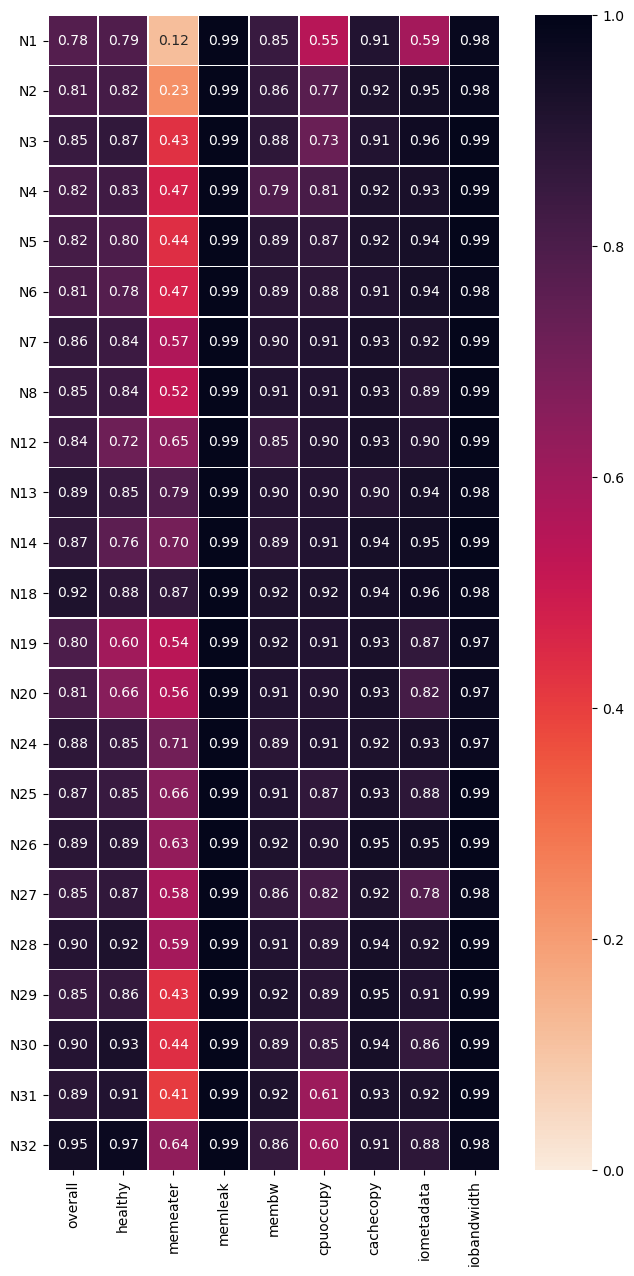 N1 0.78 0.79 0.12 0.99 0.85 0.55 0.91 0.59 0.98
N2 0.81 0.82 0.23 0.99 0.86 0.77 0.92 0.95 0.98
N3 0.85 0.87 0.43 0.99 0.88 0.73 0.91 0.96 0.99
N4 0.82 0.83 0.47 0.99 0.79 0.81 0.92 0.93 0.99
N5 0.82 0.80 0.44 0.99 0.89 0.87 0.92 0.94 0.99
N6 0.81 0.78 0.47 0.99 0.89 0.88 0.91 0.94 0.98
N7 0.86 0.84 0.57 0.99 0.90 0.91 0.93 0.92 0.99
N8 0.85 0.84 0.52 0.99 0.91 0.91 0.93 0.89 0.99
N12 0.84 0.72 0.65 0.99 0.85 0.90 0.93 0.90 0.99
N13 0.89 0.85 0.79 0.99 0.90 0.90 0.90 0.94 0.98
N14 0.87 0.76 0.70 0.99 0.89 0.91 0.94 0.95 0.99
N18 0.92 0.88 0.87 0.99 0.92 0.92 0.94 0.96 0.98
N19 0.80 0.60 0.54 0.99 0.92 0.91 0.93 0.87 0.97
N20 0.81 0.66 0.56 0.99 0.91 0.90 0.93 0.82 0.97
N24 0.88 0.85 0.71 0.99 0.89 0.91 0.92 0.93 0.97
N25 0.87 0.85 0.66 0.99 0.91 0.87 0.93 0.88 0.99
N26 0.89 0.89 0.63 0.99 0.92 0.90 0.95 0.95 0.99
N27 0.85 0.87 0.58 0.99 0.86 0.82 0.92 0.78 0.98
N28 0.90 0.92 0.59 0.99 0.91 0.89 0.94 0.92 0.99
N29 0.85 0.86 0.43 0.99 0.92 0.89 0.95 0.91 0.99
N30 0.90 0.93 0.44 0.99 0.89 0.85 0.94 0.86 0.99
N31 0.89 0.91 0.41 0.99 0.92 0.61 0.93 0.92 0.99
N32 0.95 0.97 0.64 0.99 0.86 0.60 0.91 0.88 0.98
overall healthy memeater memleak membw cpuoccupy cachecopy iometadata iobandwidth
1.0
0.8
0.6
0.4
0.2
0.0